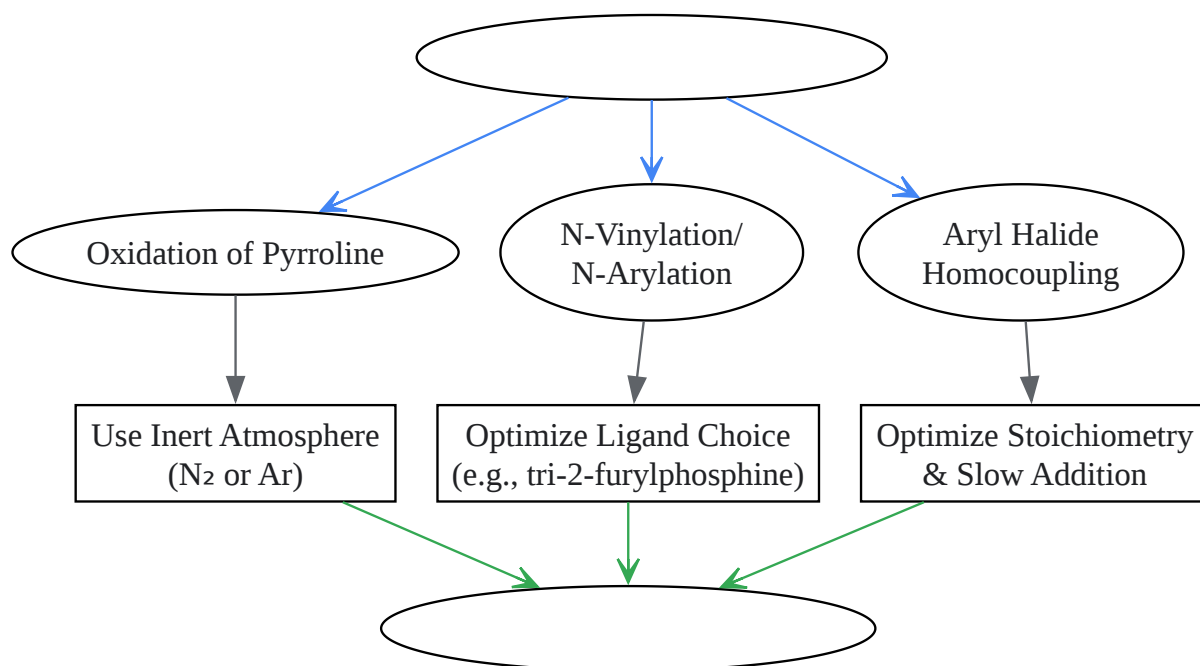 Oxidation of Pyrroline
N-Vinylation/
N-Arylation
Aryl Halide
Homocoupling
Use Inert Atmosphere
(N₂ or Ar)
Optimize Ligand Choice
(e.g., tri-2-furylphosphine)
Optimize Stoichiometry
& Slow Addition